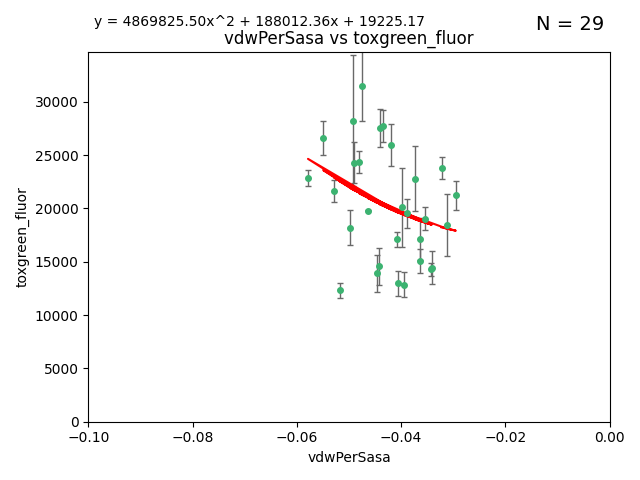 y = 4869825.50x^2 + 188012.36x + 19225.17
N = 29
vdwPerSasa vs toxgreen_fluor
30000
25000
20000
15000
10000
5000
0
toxgreen_fluor
−0.10
−0.08
−0.06
−0.04
−0.02
0.00
vdwPerSasa